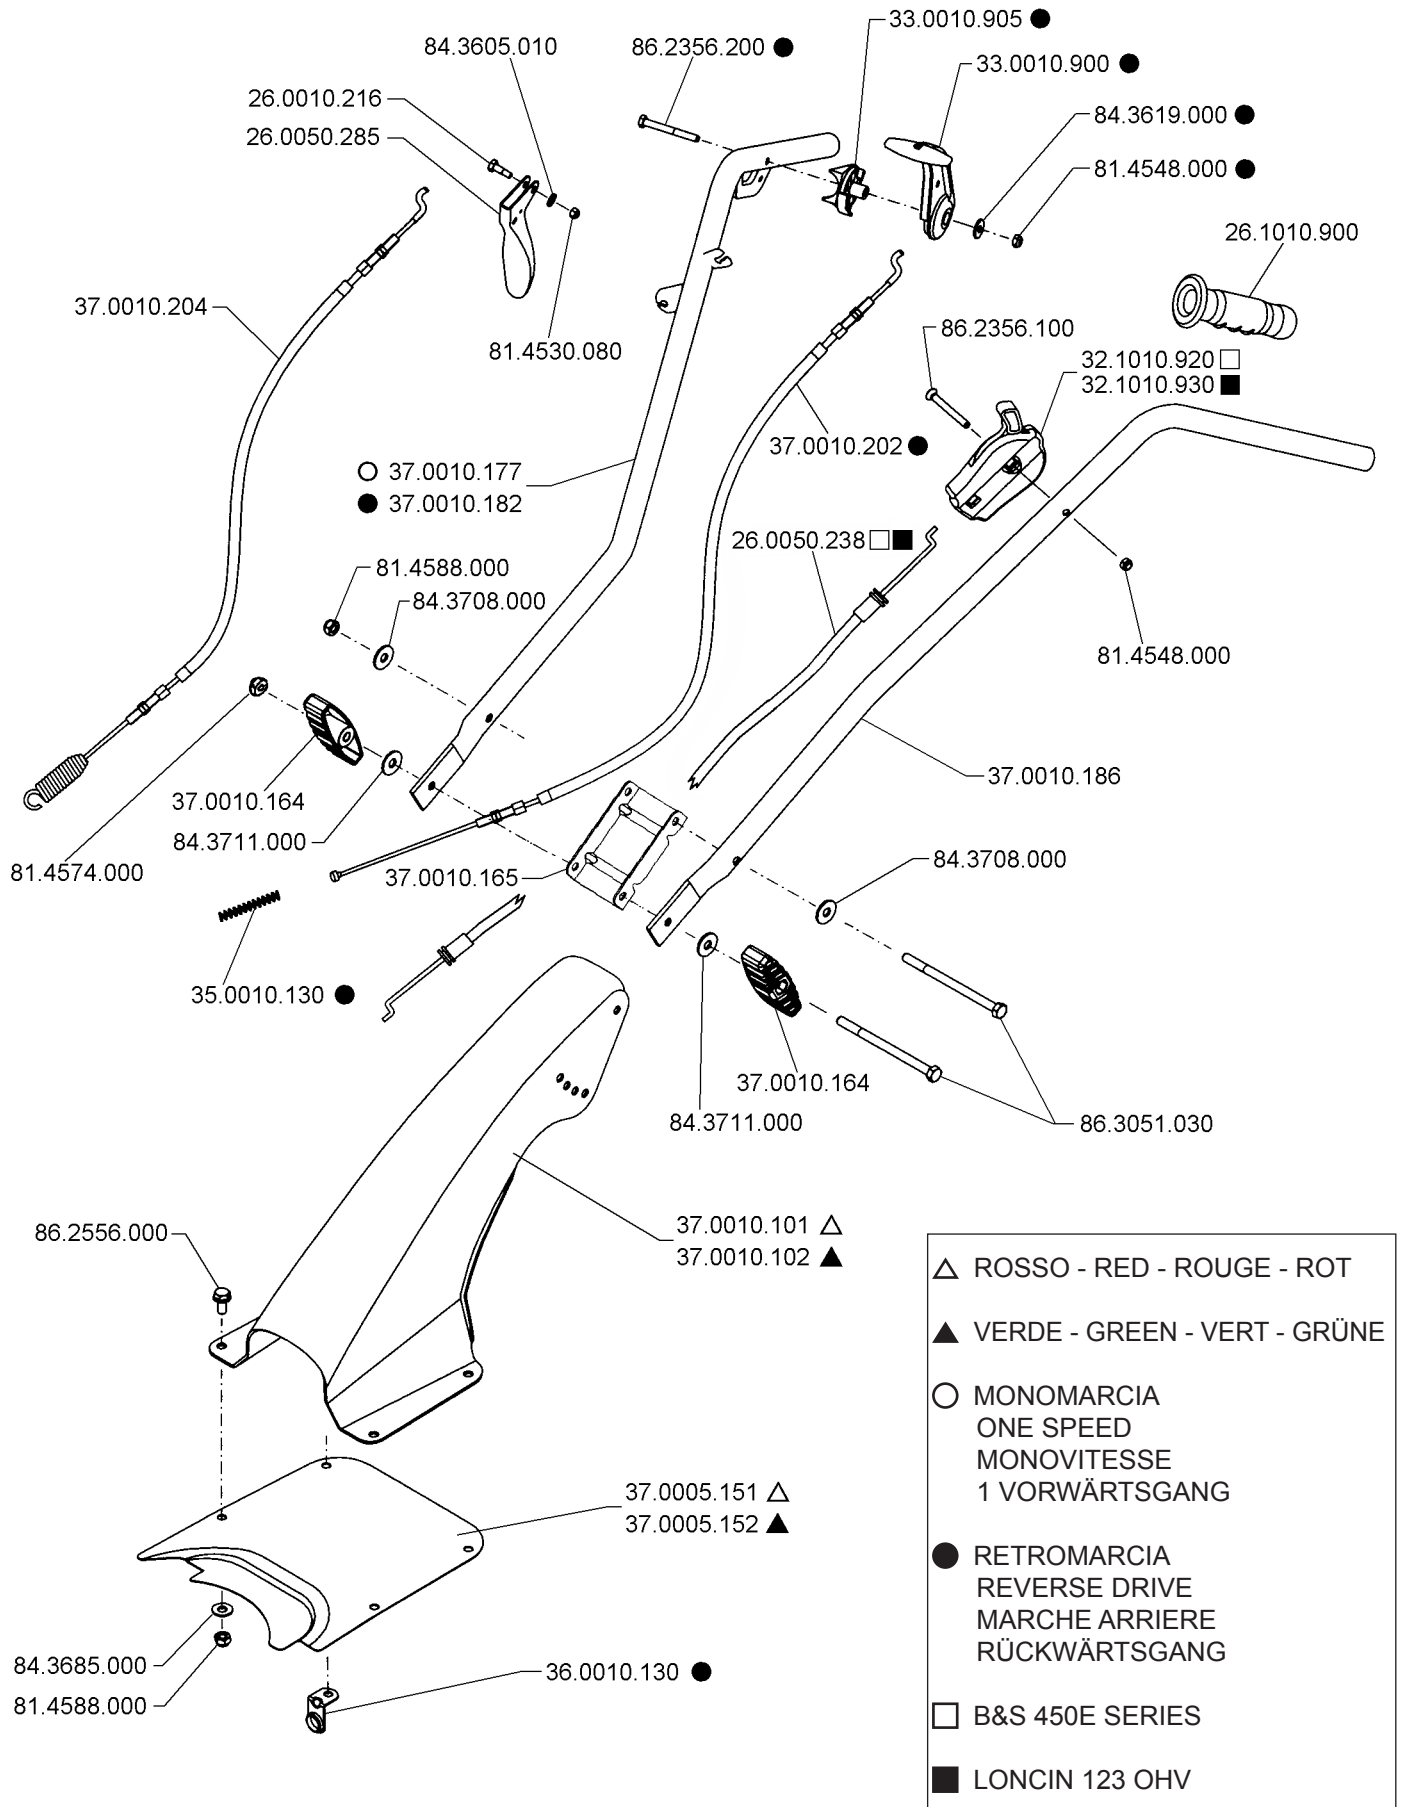 33.0010.905 ●
84.3605.010
86.2356.200 ●
33.0010.900 ●
26.0010.216
84.3619.000 ●
26.0050.285
81.4548.000 ●
26.1010.900
37.0010.204
86.2356.100
81.4530.080
32.1010.920 □
32.1010.930 ■
37.0010.202 ●
○ 37.0010.177
● 37.0010.182
26.0050.238 □ ■
81.4588.000
84.3708.000
81.4548.000
37.0010.186
37.0010.164
84.3711.000
81.4574.000
37.0010.165
84.3708.000
35.0010.130 ●
37.0010.164
84.3711.000
86.3051.030
86.2556.000
37.0010.101 △
37.0010.102 ▲
37.0005.151 △
37.0005.152 ▲
84.3685.000
81.4588.000
36.0010.130 ●
△ ROSSO - RED - ROUGE - ROT
▲ VERDE - GREEN - VERT - GRÜNE
○ MONOMARCIA
ONE SPEED
MONOVITESSE
1 VORWÄRTSGANG
● RETROMARCIA
REVERSE DRIVE
MARCHE ARRIERE
RÜCKWÄRTSGANG
□ B&S 450E SERIES
■ LONCIN 123 OHV